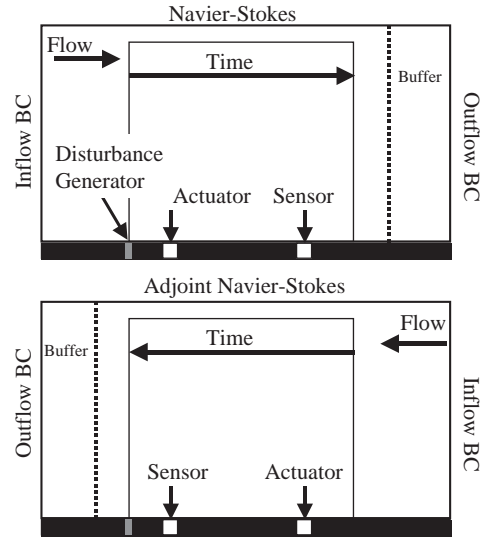 Navier-Stokes
Flow
Time
Buffer
Inflow BC
Outflow BC
Disturbance
Generator
Actuator
Sensor
Adjoint Navier-Stokes
Flow
Time
Buffer
Outflow BC
Inflow BC
Sensor
Actuator